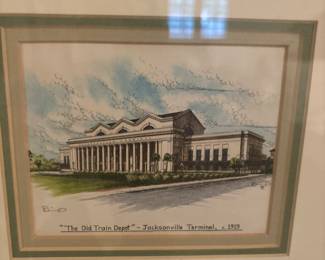 "The Old Train Depot" - Jacksonville Terminal, c. 1919